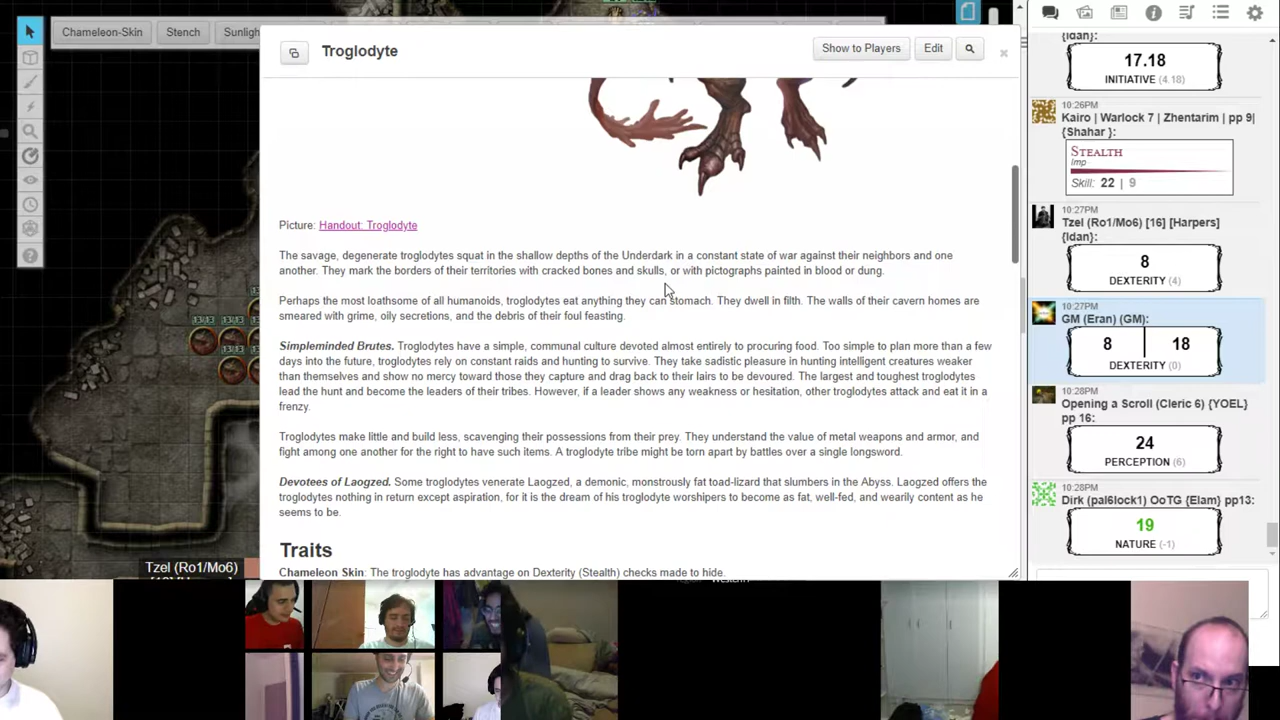 Chameleon-Skin
Stench
Sunligh
Troglodyte
Show to Players
Edit
Picture: Handout: Troglodyte
The savage, degenerate troglodytes squat in the shallow depths of the Underdark in a constant state of war against their neighbors and one
another. They mark the borders of their territories with cracked bones and skulls, or with pictographs painted in blood or dung.
Perhaps the most loathsome of all humanoids, troglodytes eat anything they can stomach. They dwell in filth. The walls of their cavern homes are
smeared with grime, oily secretions, and the debris of their foul feasting.
Simpleminded Brutes. Troglodytes have a simple, communal culture devoted almost entirely to procuring food. Too simple to plan more than a few
days into the future, troglodytes rely on constant raids and hunting to survive. They take sadistic pleasure in hunting intelligent creatures weaker
than themselves and show no mercy toward those they capture and drag back to their lairs to be devoured. The largest and toughest troglodytes
lead the hunt and become the leaders of their tribes. However, if a leader shows any weakness or hesitation, other troglodytes attack and eat it in a
frenzy.
Troglodytes make little and build less, scavenging their possessions from their prey. They understand the value of metal weapons and armor, and
fight among one another for the right to have such items. A troglodyte tribe might be torn apart by battles over a single longsword.
Devotees of Laogzed. Some troglodytes venerate Laogzed, a demonic, monstrously fat toad-lizard that slumbers in the Abyss. Laogzed offers the
troglodytes nothing in return except aspiration, for it is the dream of his troglodyte worshipers to become as fat, well-fed, and wearily content as he
seems to be.
Traits
Chameleon Skin: The troglodyte has advantage on Dexterity (Stealth) checks made to hide.
13/13 13/13
13/13
Tzel (Ro1/Mo6)
{Idan}:
17.18
INITIATIVE (4.18)
10:26PM
Kairo | Warlock 7 | Zhentarim | pp 9|
{Shahar }:
STEALTH
Imp
Skill: 22 | 9
10:27PM
Tzel (Ro1/Mo6) [16] [Harpers]
{Idan}:
8
DEXTERITY (4)
10:27PM
GM (Eran) (GM):
8 18
DEXTERITY (0)
10:28PM
Opening a Scroll (Cleric 6) {YOEL}
pp 16:
24
PERCEPTION (6)
10:28PM
Dirk (pal6lock1) OoTG {Elam} pp13:
19
NATURE (-1)